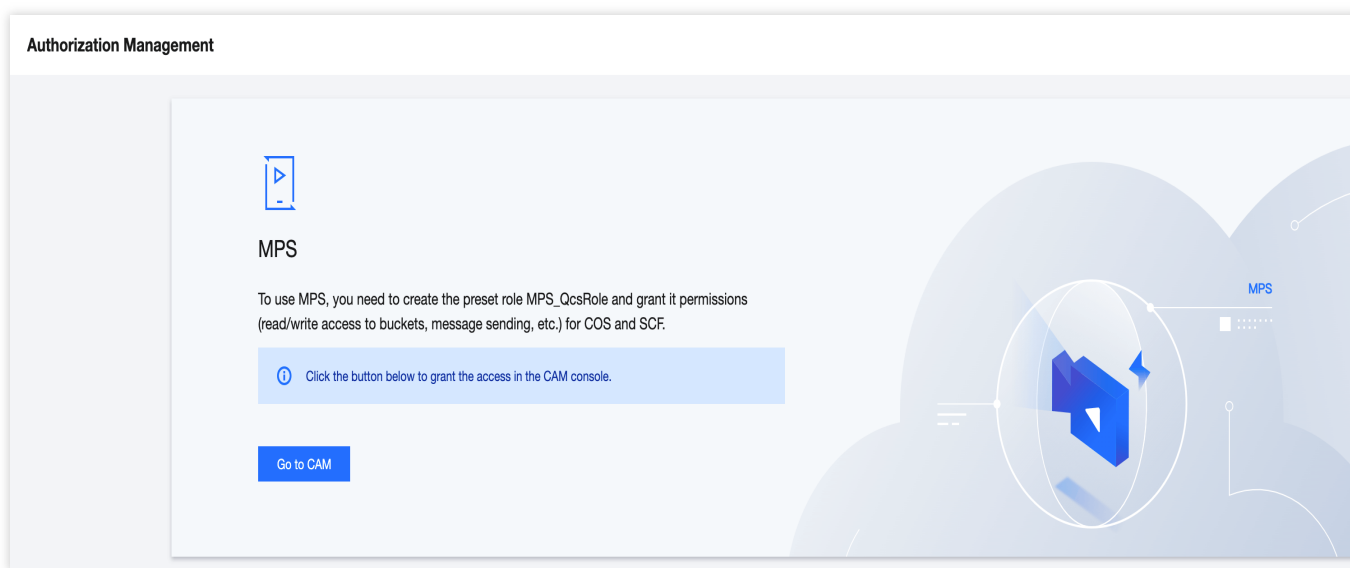 Authorization Management
MPS
To use MPS, you need to create the preset role MPS_QcsRole and grant it permissions
(read/write access to buckets, message sending, etc.) for COS and SCF.
Click the button below to grant the access in the CAM console.
Go to CAM
MPS